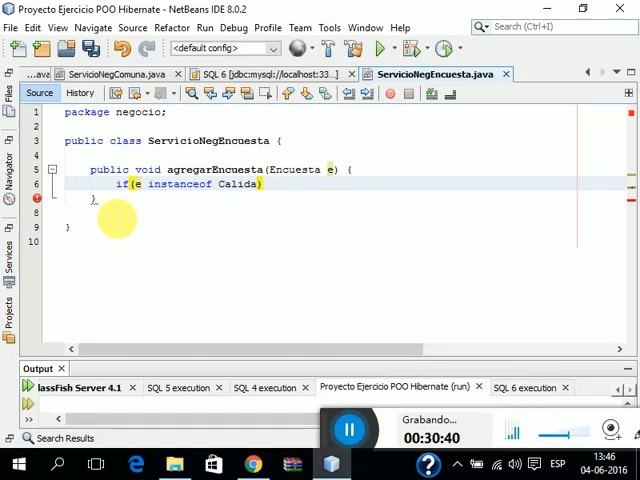 Proyecto Ejercicio POO Hibernate - NetBeans IDE 8.0.2
File Edit View Navigate Source Refactor Run Debug Profile Team Tools Window Help
Search (Ctrl+I)
<default config>
...ava ServicioNegComuna.java SQL 6 [jdbc:mysql://localhost:33... ServicioNegEncuesta.java
Source History
1 package negocio;
2
3 public class ServicioNegEncuesta {
4
5 public void agregarEncuesta(Encuesta e) {
6 if(e instanceof Calida)
}
8
9 }
10
Files
Navigator
Services
Projects
Output
lassFish Server 4.1 SQL 5 execution SQL 4 execution Proyecto Ejercicio POO Hibernate (run) SQL 6 execution
Search Results
Grabando...
00:30:40
ESP
13:46
04-06-2016